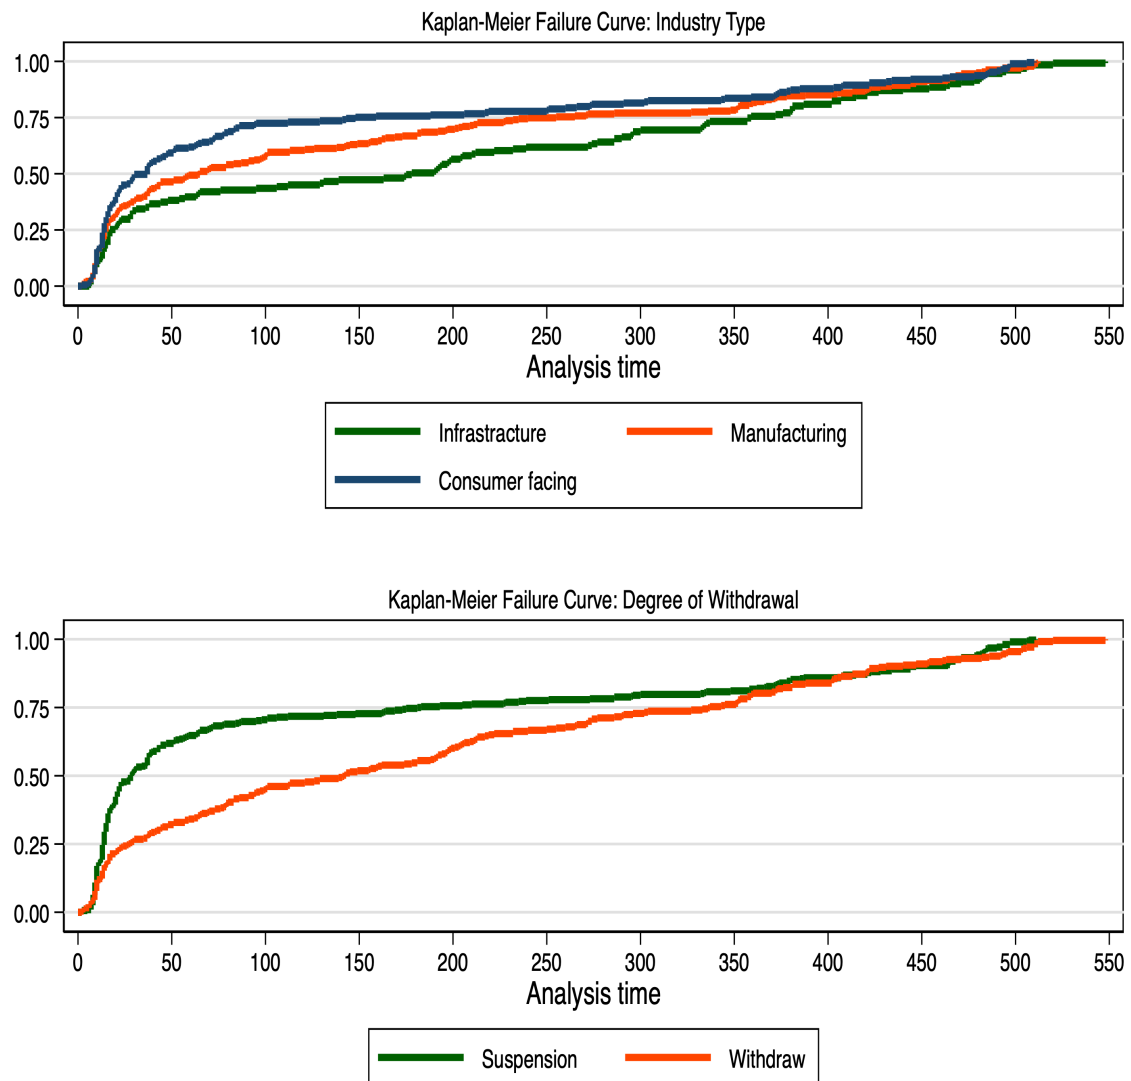 Kaplan-Meier Failure Curve: Industry Type
1.00
0.75
0.50
0.25
0.00
0 50 100 150 200 250 300 350 400 450 500 550
Analysis time
Infrastracture Manufacturing
Consumer facing
Kaplan-Meier Failure Curve: Degree of Withdrawal
1.00
0.75
0.50
0.25
0.00
0 50 100 150 200 250 300 350 400 450 500 550
Analysis time
Suspension Withdraw